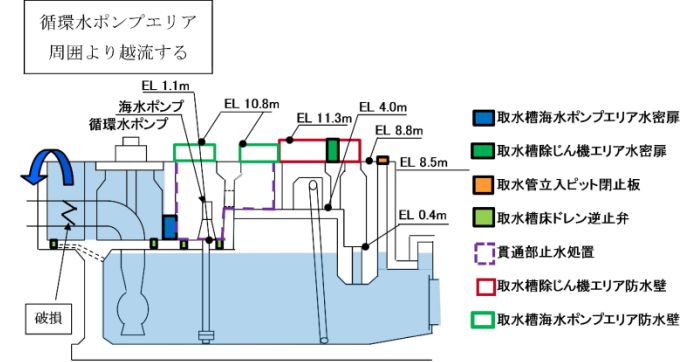 循環水ポンプエリア
周囲より越流する
EL 1.1m
海水ポンプ
循環水ポンプ
EL 10.8m
EL 11.3m
EL 4.0m
EL 8.8m
EL 8.5m
EL 0.4m
破損
取水槽海水ポンプエリア水密扉
取水槽除じん機エリア水密扉
取水管立入ピット閉止板
取水槽床ドレン逆止弁
貫通部止水処置
取水槽除じん機エリア防水壁
取水槽海水ポンプエリア防水壁